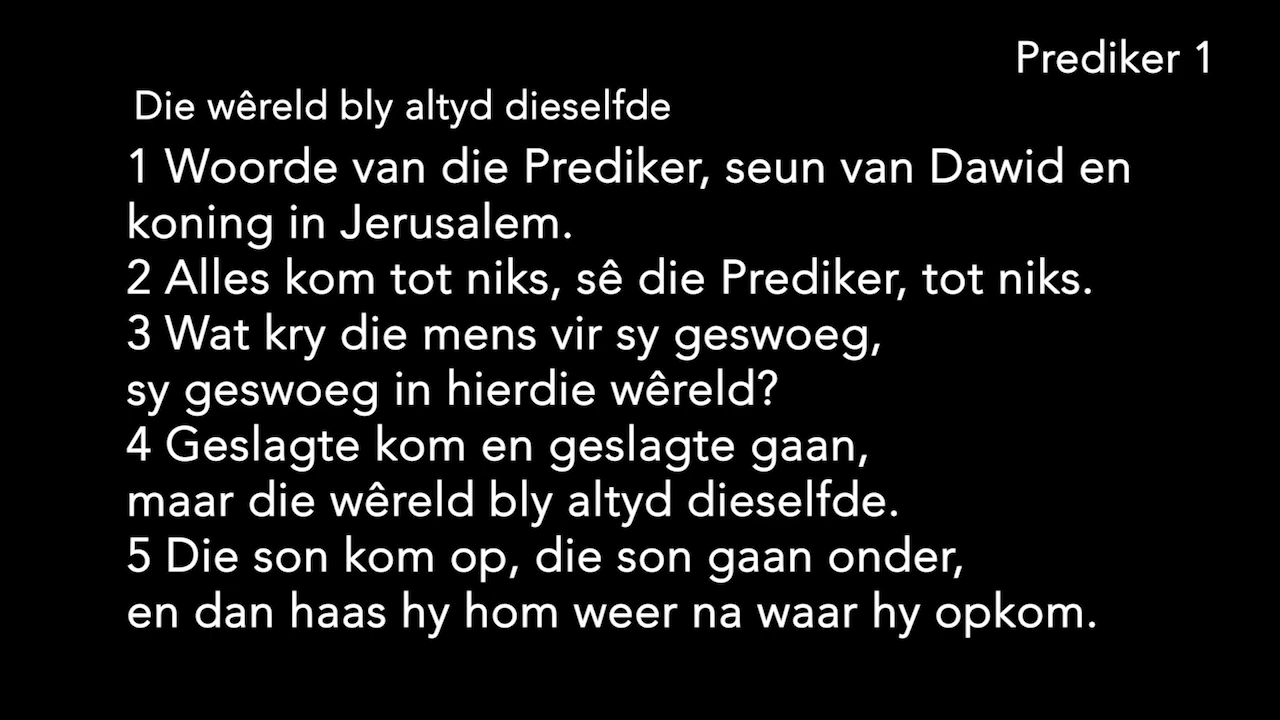 Prediker 1
Die wêreld bly altyd dieselfde
1 Woorde van die Prediker, seun van Dawid en
koning in Jerusalem.
2 Alles kom tot niks, sê die Prediker, tot niks.
3 Wat kry die mens vir sy geswoeg,
sy geswoeg in hierdie wêreld?
4 Geslagte kom en geslagte gaan,
maar die wêreld bly altyd dieselfde.
5 Die son kom op, die son gaan onder,
en dan haas hy hom weer na waar hy opkom.